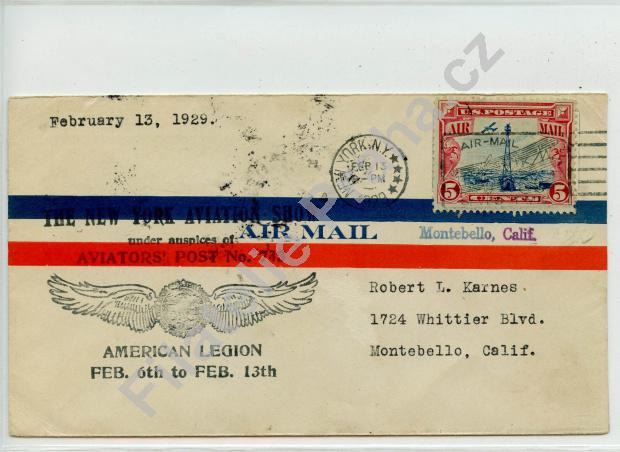 February 13, 1929.
YORK, N.Y.
FEB 13
PM
U.S. POSTAGE
AIR MAIL
AIR-MAIL
5 5
THE NEW YORK AVIATION SHOW
under auspices of
AVIATORS' POST No. 743
AIR MAIL
Montebello, Calif.
Robert L. Karnes
1724 Whittier Blvd.
Montebello, Calif.
AMERICAN LEGION
FEB. 6th to FEB. 13th